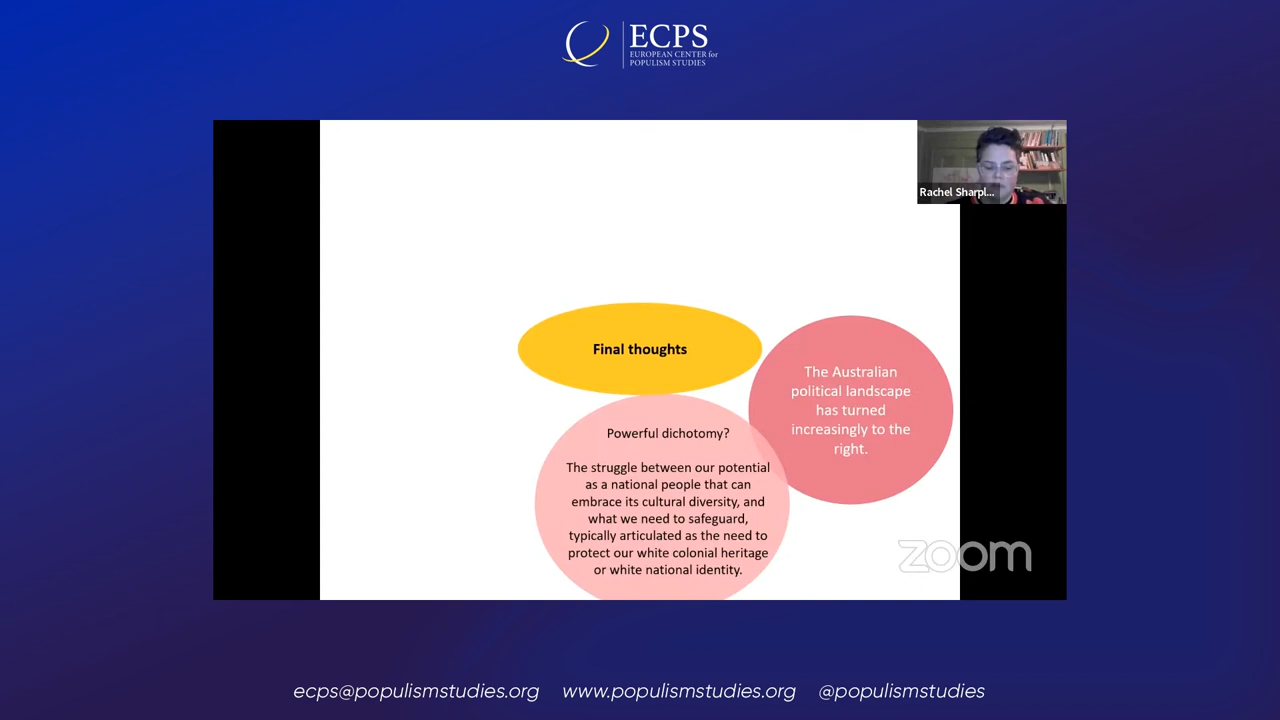 ECPS
EUROPEAN CENTER for
POPULISM STUDIES
Rachel Sharpl...
Final thoughts
The Australian
political landscape
has turned
increasingly to the
right.
Powerful dichotomy?
The struggle between our potential
as a national people that can
embrace its cultural diversity, and
what we need to safeguard,
typically articulated as the need to
protect our white colonial heritage
or white national identity.
zoom
ecps@populismstudies.org
www.populismstudies.org
@populismstudies